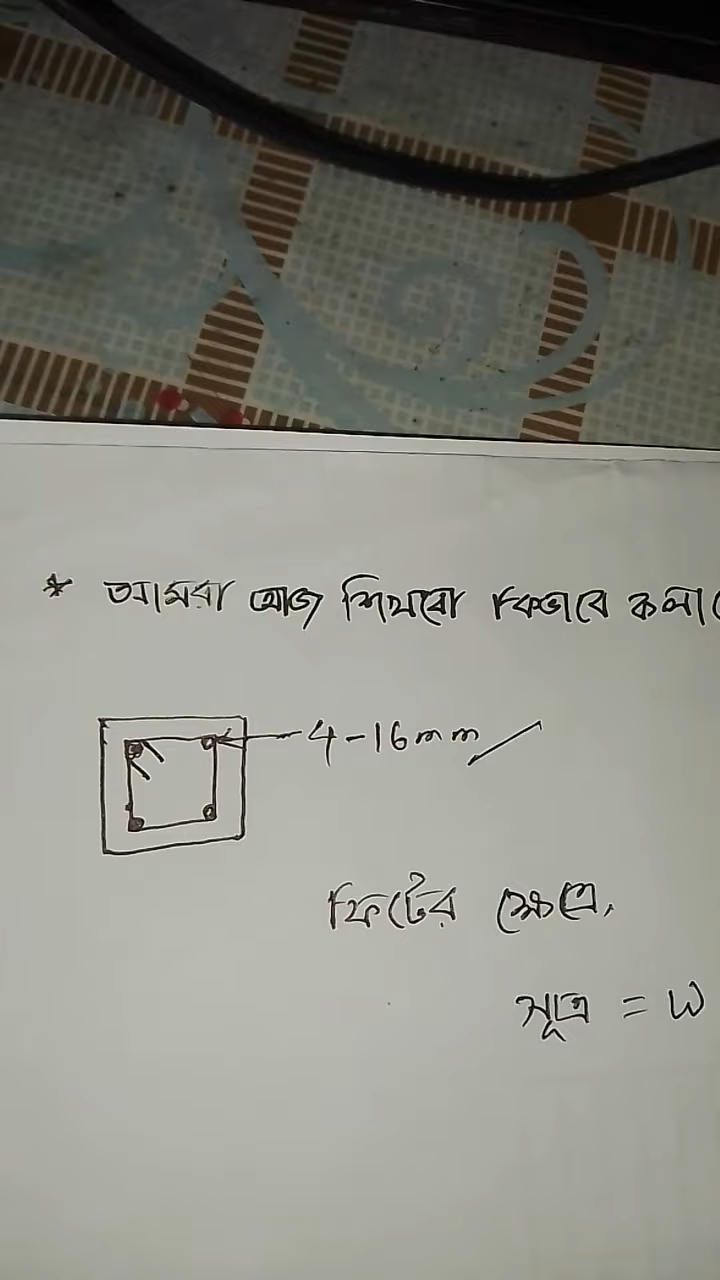 * আমরা আজ শিখবো কিভাবে কলা
4-16mm
ফিটের ক্ষেত্রে,
সূত্র = W